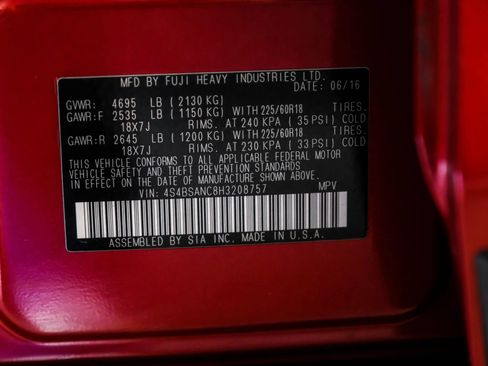 MFD BY FUJI HEAVY INDUSTRIES LTD.
DATE: 06/16
GVWR: 4695 LB (2130 KG)
GAWR:F 2535 LB (1150 KG) WITH 225/60R18 TIRES.
18X7J RIMS. AT 240 KPA (35 PSI) COLD
GAWR:R 2645 LB (1200 KG) WITH 225/60R18 TIRES.
18X7J RIMS. AT 230 KPA (33 PSI) COLD
THIS VEHICLE CONFORMS TO ALL APPLICABLE FEDERAL MOTOR
VEHICLE SAFETY AND THEFT PREVENTION STANDARDS
IN EFFECT ON THE DATE OF MANUFACTURE SHOWN ABOVE.
VIN: 4S4BSANC8H3208757 MPV
ASSEMBLED BY SIA INC. MADE IN U.S.A.